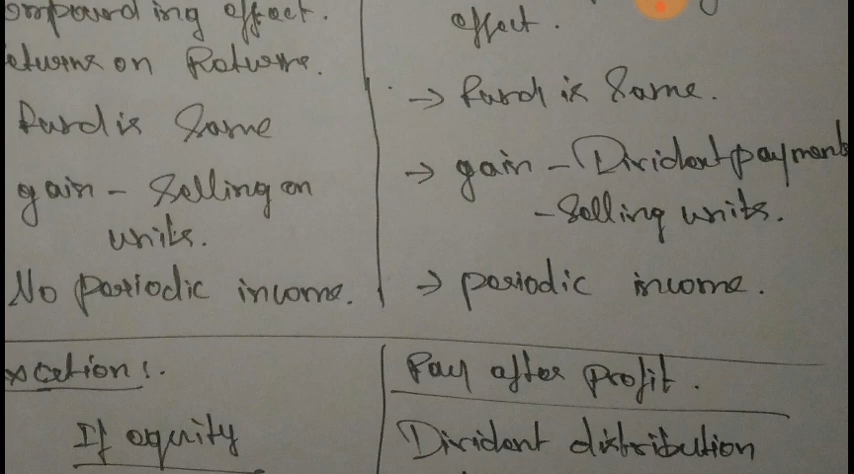 ompounding effect.
eturns on Returns.
fund is Same
gain - Selling on
units.
No Periodic income.
effect.
→ fund is Same.
→ gain - Divident payment
- Selling units.
→ periodic income.
xation:.
If equity
Pay after profit.
Divident distribution